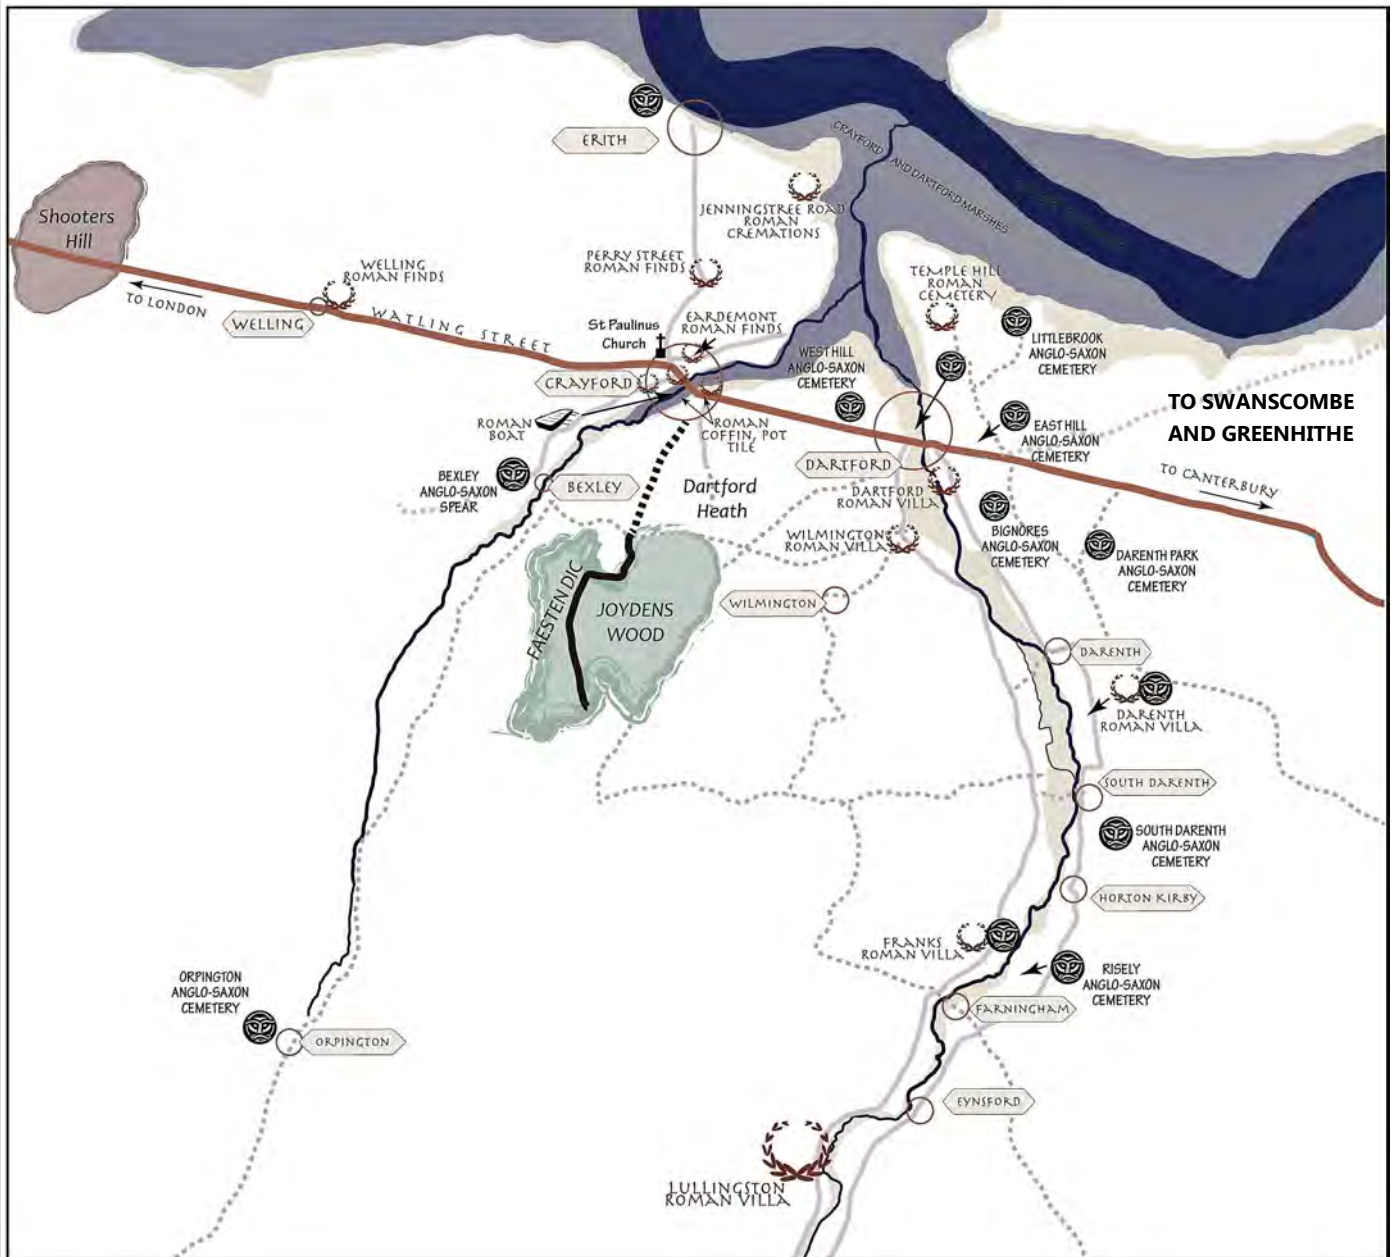 ERITH
CRAYFORD AND DARTFORD MARSHES
Shooters
Hill
JENNINGSTREE ROAD
ROMAN
CREMATIONS
PERRY STREET
ROMAN FINDS
WELLING
ROMAN FINDS
TEMPLE HILL
ROMAN
CEMETERY
TO LONDON
WELLING
WATLING STREET
St Paulinus
Church
EARDEMONT
ROMAN FINDS
LITTLEBROOK
ANGLO-SAXON
CEMETERY
WEST HILL
ANGLO-SAXON
CEMETERY
CRAYFORD
TO SWANSCOMBE
AND GREENHITHE
ROMAN
BOAT
ROMAN
COFFIN, POT
TILE
EAST HILL
ANGLO-SAXON
CEMETERY
DARTFORD
TO CANTERBURY
BEXLEY
ANGLO-SAXON
SPEAR
BEXLEY
Dartford
Heath
DARTFORD
ROMAN VILLA
BIGNORES
ANGLO-SAXON
CEMETERY
WILMINGTON
ROMAN VILLA
DARENTH PARK
ANGLO-SAXON
CEMETERY
FAESTEN DIC
JOYDENS
WOOD
WILMINGTON
DARENTH
DARENTH
ROMAN VILLA
SOUTH DARENTH
SOUTH DARENTH
ANGLO-SAXON
CEMETERY
HORTON KIRBY
FRANKS
ROMAN VILLA
RISELY
ANGLO-SAXON
CEMETERY
ORPINGTON
ANGLO-SAXON
CEMETERY
FARNINGHAM
ORPINGTON
EYNSFORD
LULLINGSTON
ROMAN VILLA